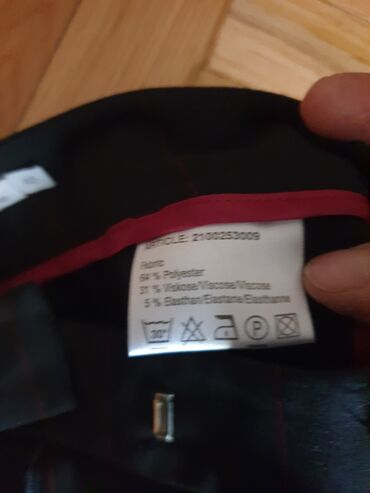 ARTICLE: 2100253009
Fabric
64 % Polyester
31 % Viskose/Viscose/Viscose
5 % Elasthan/Elastane/Elasthanne
30°
P